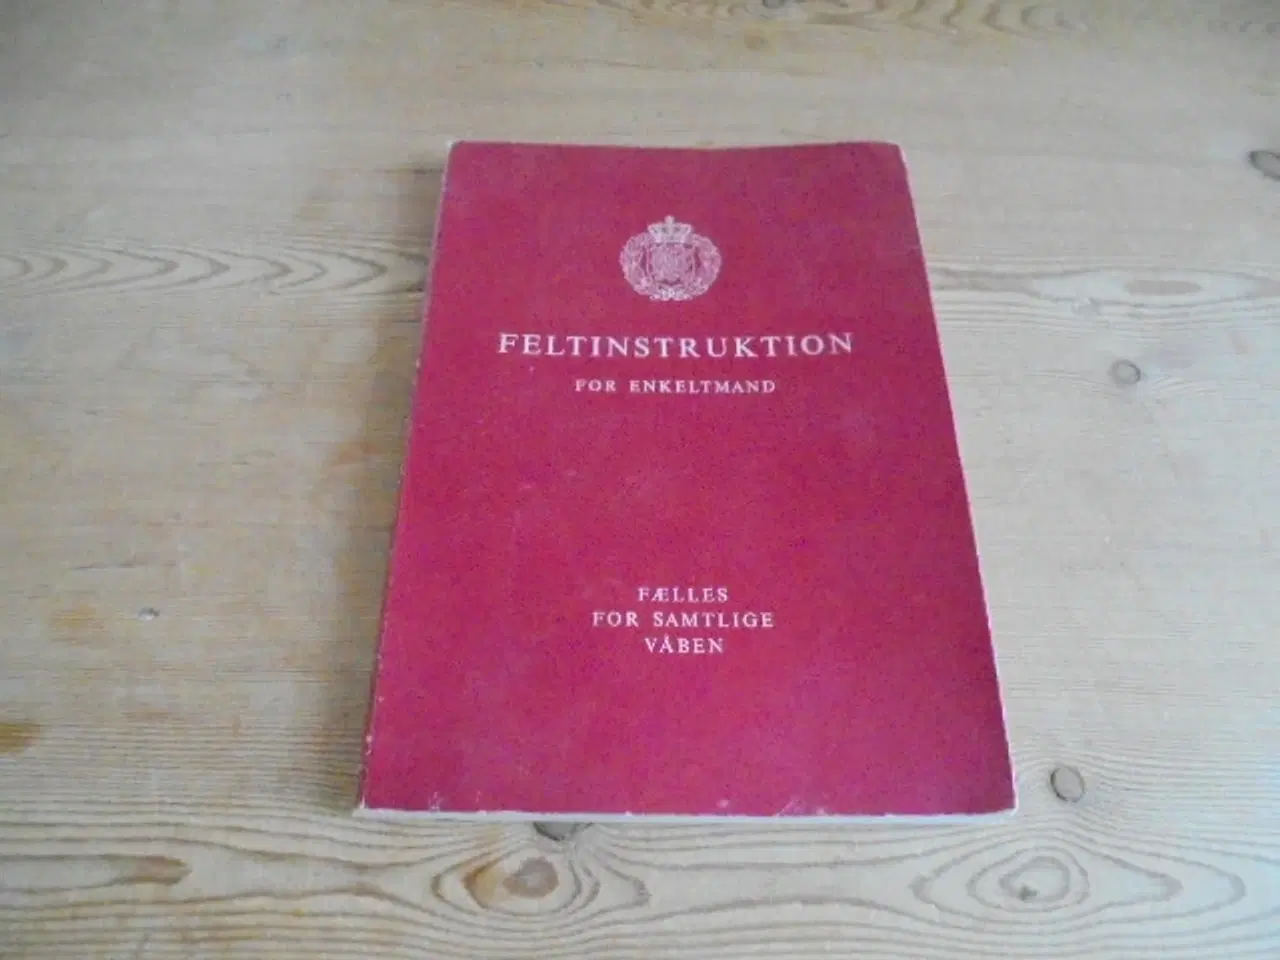 FELTINSTRUKTION
FOR ENKELTMAND
FÆLLES
FOR SAMTLIGE
VÅBEN